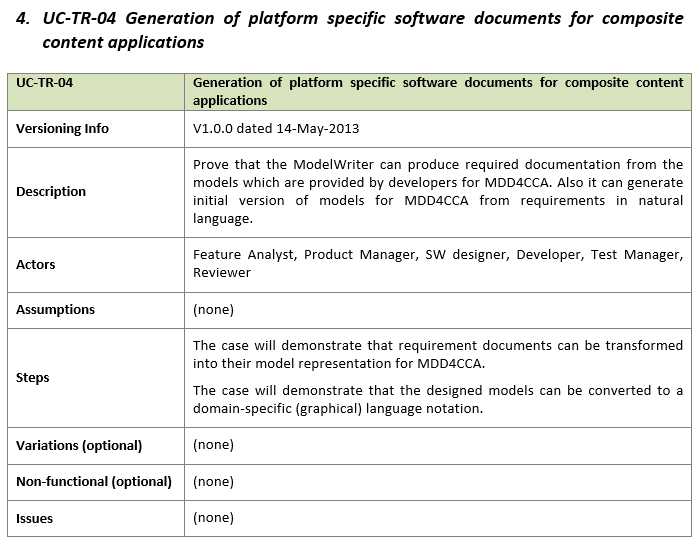 4. UC-TR-04 Generation of platform specific software documents for composite
content applications
UC-TR-04
Generation of platform specific software documents for composite content
applications
Versioning Info
V1.0.0 dated 14-May-2013
Description
Prove that the ModelWriter can produce required documentation from the
models which are provided by developers for MDD4CCA. Also it can generate
initial version of models for MDD4CCA from requirements in natural
language.
Actors
Feature Analyst, Product Manager, SW designer, Developer, Test Manager,
Reviewer
Assumptions
(none)
Steps
The case will demonstrate that requirement documents can be transformed
into their model representation for MDD4CCA.
The case will demonstrate that the designed models can be converted to a
domain-specific (graphical) language notation.
Variations (optional)
(none)
Non-functional (optional)
(none)
Issues
(none)